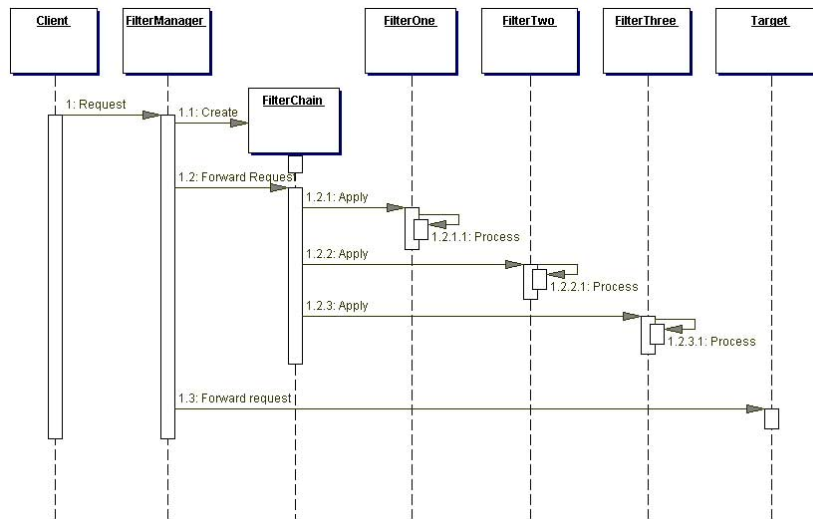 Client
FilterManager
FilterOne
FilterTwo
FilterThree
Target
FilterChain
1: Request
1.1: Create
1.2: Forward Request
1.2.1: Apply
1.2.1.1: Process
1.2.2: Apply
1.2.2.1: Process
1.2.3: Apply
1.2.3.1: Process
1.3: Forward request